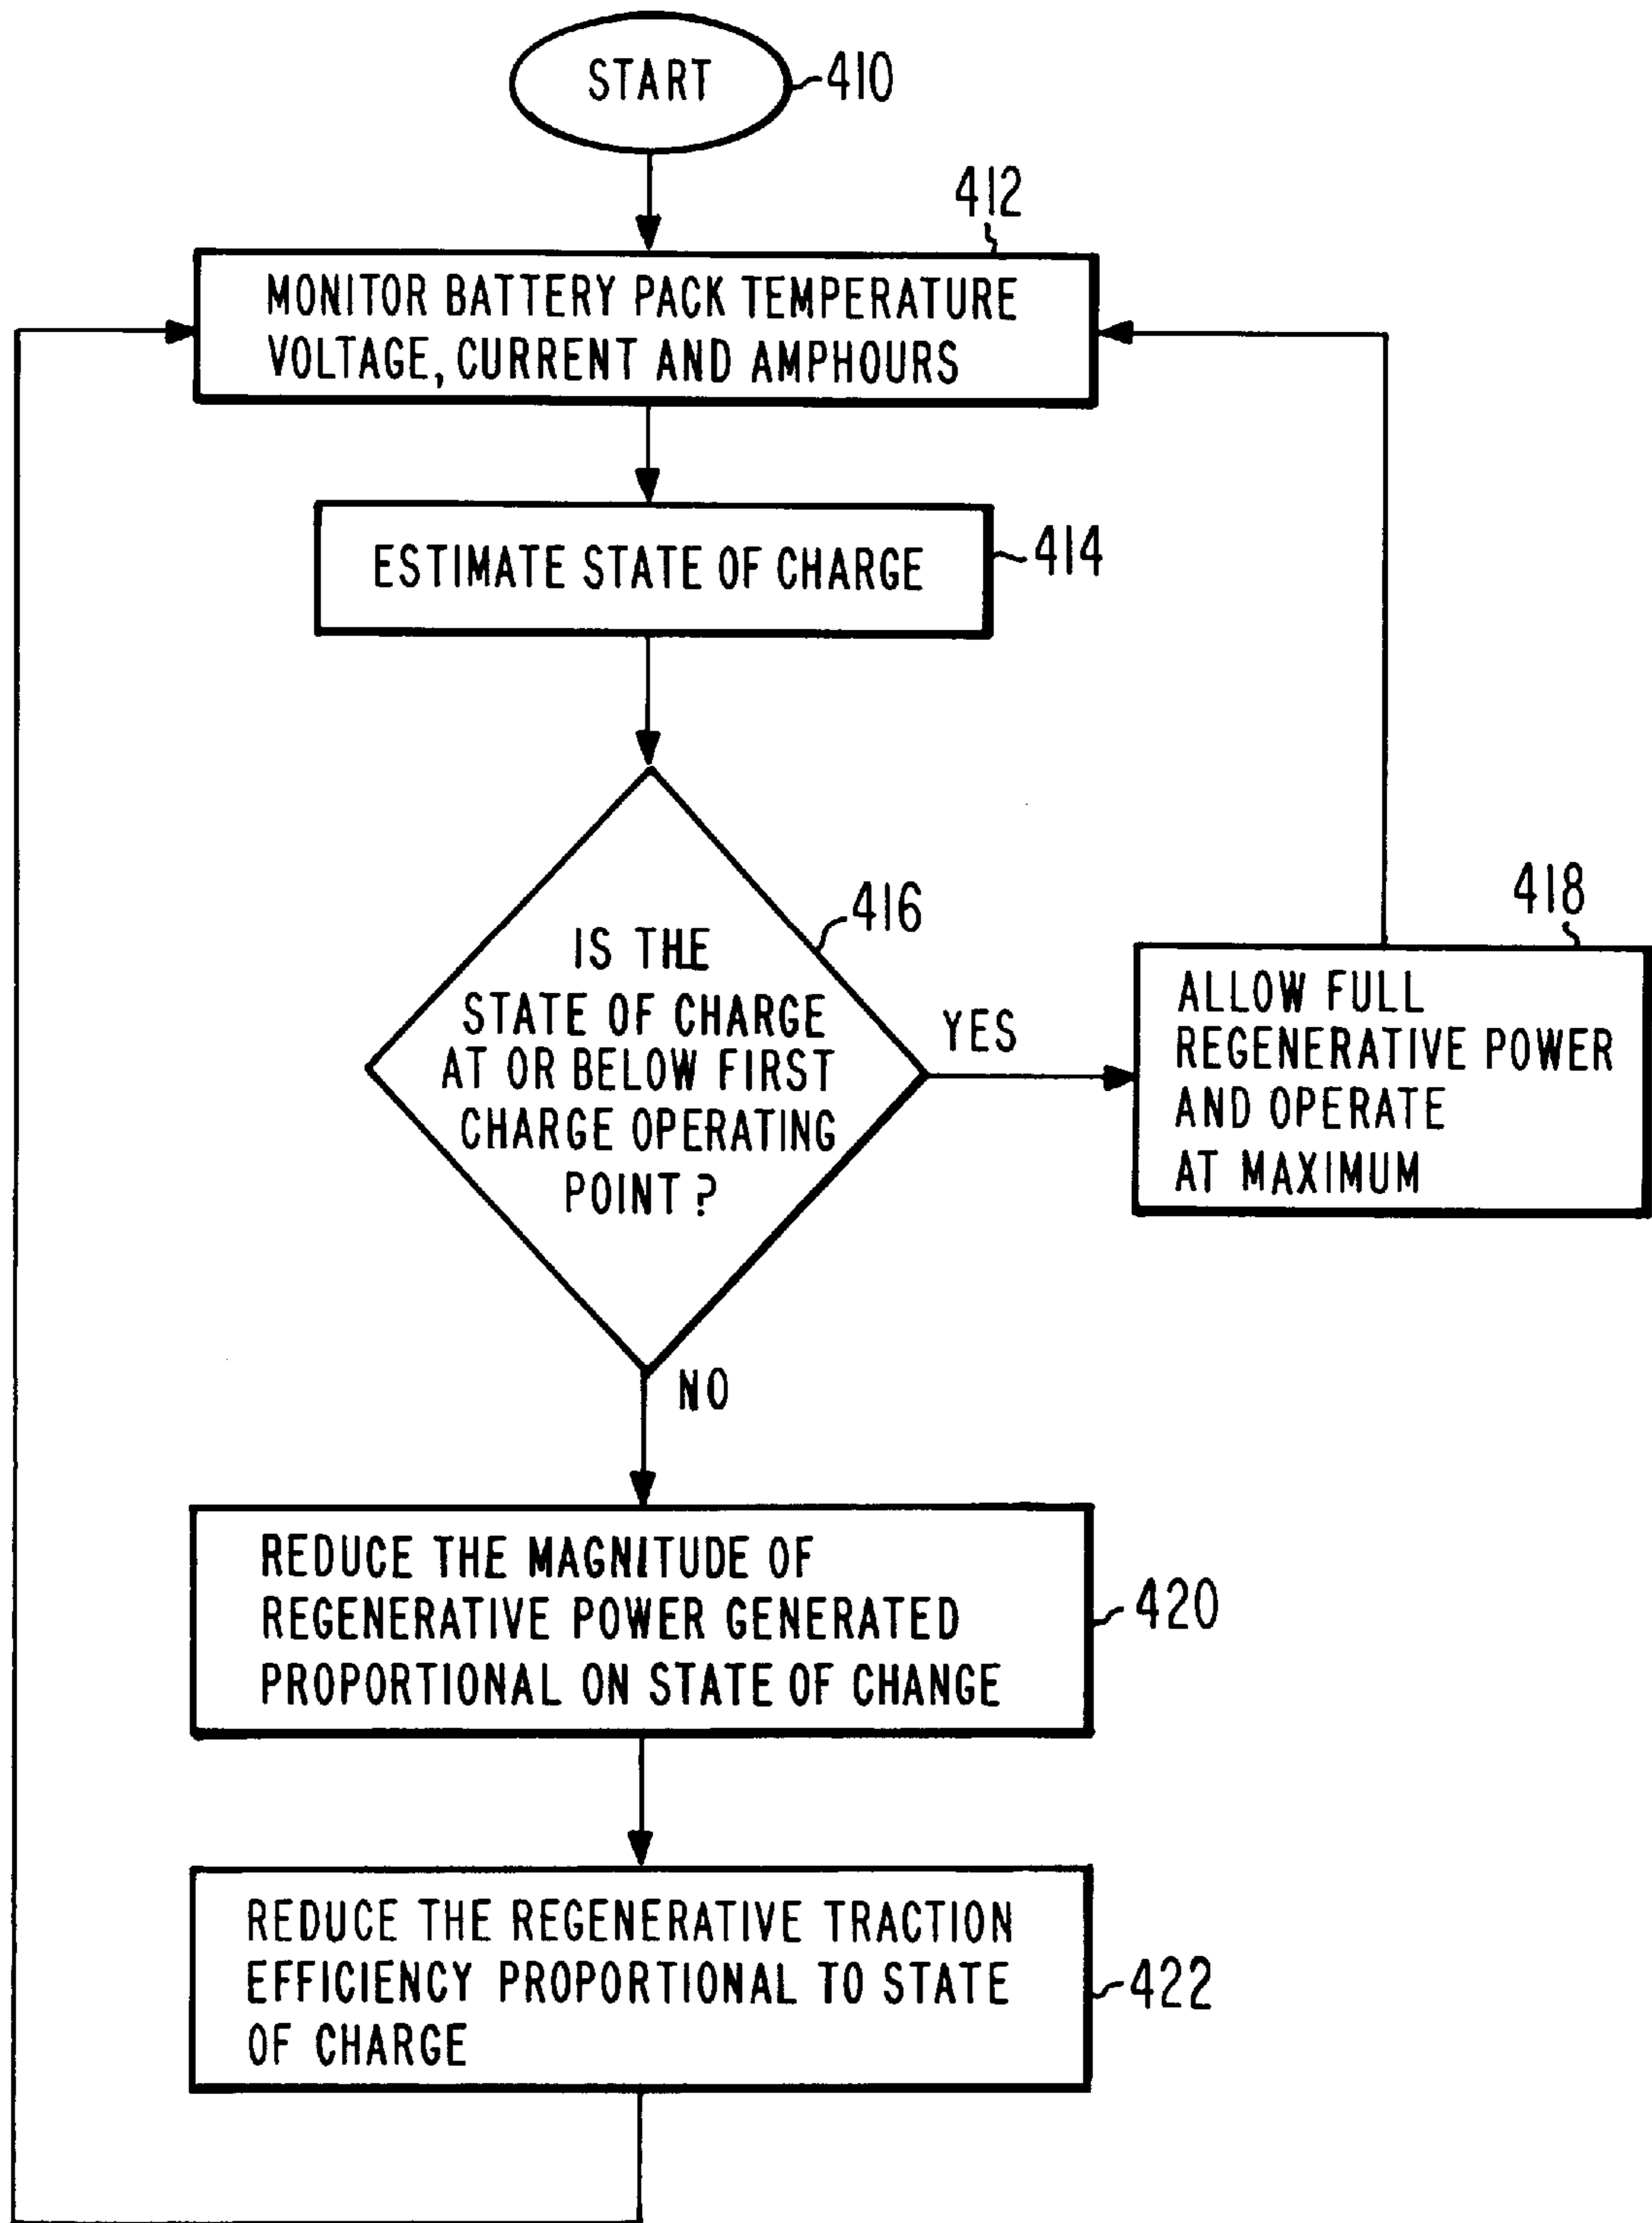 START
410
412
MONITOR BATTERY PACK TEMPERATURE
VOLTAGE, CURRENT AND AMPHOURS
ESTIMATE STATE OF CHARGE
414
416
IS THE
STATE OF CHARGE
AT OR BELOW FIRST
CHARGE OPERATING
POINT ?
YES
418
ALLOW FULL
REGENERATIVE POWER
AND OPERATE
AT MAXIMUM
NO
REDUCE THE MAGNITUDE OF
REGENERATIVE POWER GENERATED
PROPORTIONAL ON STATE OF CHANGE
420
REDUCE THE REGENERATIVE TRACTION
EFFICIENCY PROPORTIONAL TO STATE
OF CHARGE
422